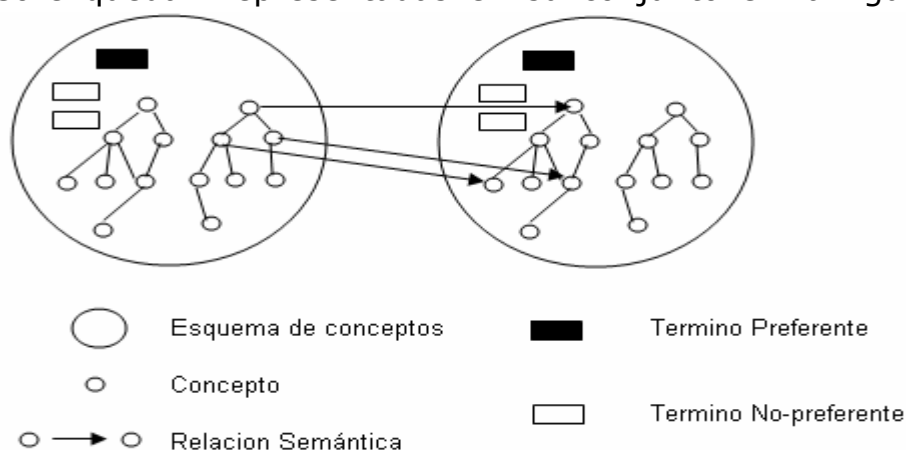 Esquema de conceptos
Termino Preferente
Concepto
Termino No-preferente
Relacion Semántica